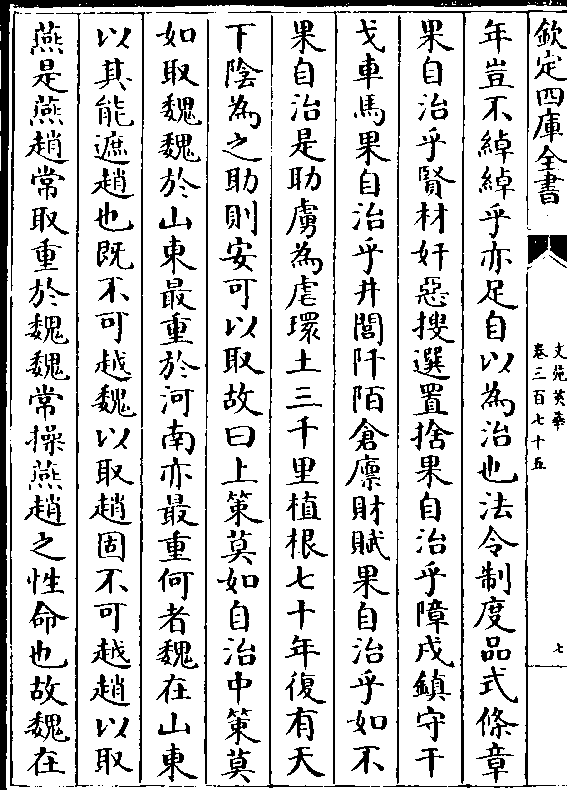 欽定四庫全書
文苑英華
卷三百七十五
七
年豈不綽綽乎亦足自以為治也法令制度品式條章
果自治乎賢材奸惡搜選置捨果自治乎障戍鎮守干
戈車馬果自治乎井閭阡陌倉廪財賦果自治乎如不
果自治是助虜為虐環土三千里植根七十年復有天
下陰為之助則安可以取故曰上策莫如自治中策莫
如取魏魏於山東最重於河南亦最重何者魏在山東
以其能遮趙也既不可越魏以取趙固不可越趙以取
燕是燕趙常取重於魏魏常操燕趙之性命也故魏在